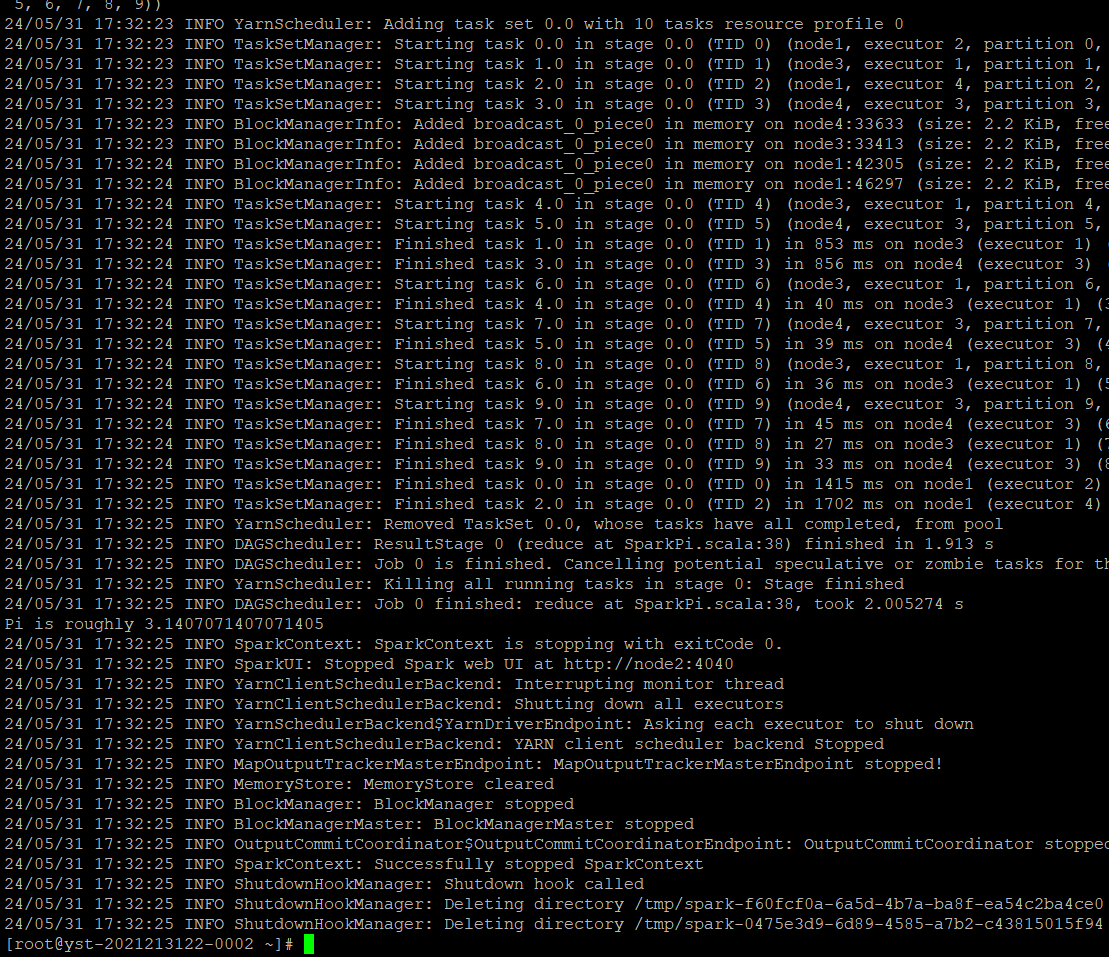 5, 6, 7, 8, 9))
24/05/31 17:32:23 INFO YarnScheduler: Adding task set 0.0 with 10 tasks resource profile 0
24/05/31 17:32:23 INFO TaskSetManager: Starting task 0.0 in stage 0.0 (TID 0) (node1, executor 2, partition 0,
24/05/31 17:32:23 INFO TaskSetManager: Starting task 1.0 in stage 0.0 (TID 1) (node3, executor 1, partition 1,
24/05/31 17:32:23 INFO TaskSetManager: Starting task 2.0 in stage 0.0 (TID 2) (node1, executor 4, partition 2,
24/05/31 17:32:23 INFO TaskSetManager: Starting task 3.0 in stage 0.0 (TID 3) (node4, executor 3, partition 3,
24/05/31 17:32:23 INFO BlockManagerInfo: Added broadcast_0_piece0 in memory on node4:33633 (size: 2.2 KiB, free
24/05/31 17:32:23 INFO BlockManagerInfo: Added broadcast_0_piece0 in memory on node3:33413 (size: 2.2 KiB, free
24/05/31 17:32:24 INFO BlockManagerInfo: Added broadcast_0_piece0 in memory on node1:42305 (size: 2.2 KiB, free
24/05/31 17:32:24 INFO BlockManagerInfo: Added broadcast_0_piece0 in memory on node1:46297 (size: 2.2 KiB, free
24/05/31 17:32:24 INFO TaskSetManager: Starting task 4.0 in stage 0.0 (TID 4) (node3, executor 1, partition 4,
24/05/31 17:32:24 INFO TaskSetManager: Starting task 5.0 in stage 0.0 (TID 5) (node4, executor 3, partition 5,
24/05/31 17:32:24 INFO TaskSetManager: Finished task 1.0 in stage 0.0 (TID 1) in 853 ms on node3 (executor 1) (
24/05/31 17:32:24 INFO TaskSetManager: Finished task 3.0 in stage 0.0 (TID 3) in 856 ms on node4 (executor 3) (
24/05/31 17:32:24 INFO TaskSetManager: Starting task 6.0 in stage 0.0 (TID 6) (node3, executor 1, partition 6,
24/05/31 17:32:24 INFO TaskSetManager: Finished task 4.0 in stage 0.0 (TID 4) in 40 ms on node3 (executor 1) (3
24/05/31 17:32:24 INFO TaskSetManager: Starting task 7.0 in stage 0.0 (TID 7) (node4, executor 3, partition 7,
24/05/31 17:32:24 INFO TaskSetManager: Finished task 5.0 in stage 0.0 (TID 5) in 39 ms on node4 (executor 3) (4
24/05/31 17:32:24 INFO TaskSetManager: Starting task 8.0 in stage 0.0 (TID 8) (node3, executor 1, partition 8,
24/05/31 17:32:24 INFO TaskSetManager: Finished task 6.0 in stage 0.0 (TID 6) in 36 ms on node3 (executor 1) (5
24/05/31 17:32:24 INFO TaskSetManager: Starting task 9.0 in stage 0.0 (TID 9) (node4, executor 3, partition 9,
24/05/31 17:32:24 INFO TaskSetManager: Finished task 7.0 in stage 0.0 (TID 7) in 45 ms on node4 (executor 3) (6
24/05/31 17:32:24 INFO TaskSetManager: Finished task 8.0 in stage 0.0 (TID 8) in 27 ms on node3 (executor 1) (7
24/05/31 17:32:24 INFO TaskSetManager: Finished task 9.0 in stage 0.0 (TID 9) in 33 ms on node4 (executor 3) (8
24/05/31 17:32:25 INFO TaskSetManager: Finished task 0.0 in stage 0.0 (TID 0) in 1415 ms on node1 (executor 2)
24/05/31 17:32:25 INFO TaskSetManager: Finished task 2.0 in stage 0.0 (TID 2) in 1702 ms on node1 (executor 4)
24/05/31 17:32:25 INFO YarnScheduler: Removed TaskSet 0.0, whose tasks have all completed, from pool
24/05/31 17:32:25 INFO DAGScheduler: ResultStage 0 (reduce at SparkPi.scala:38) finished in 1.913 s
24/05/31 17:32:25 INFO DAGScheduler: Job 0 is finished. Cancelling potential speculative or zombie tasks for th
24/05/31 17:32:25 INFO YarnScheduler: Killing all running tasks in stage 0: Stage finished
24/05/31 17:32:25 INFO DAGScheduler: Job 0 finished: reduce at SparkPi.scala:38, took 2.005274 s
Pi is roughly 3.1407071407071405
24/05/31 17:32:25 INFO SparkContext: SparkContext is stopping with exitCode 0.
24/05/31 17:32:25 INFO SparkUI: Stopped Spark web UI at http://node2:4040
24/05/31 17:32:25 INFO YarnClientSchedulerBackend: Interrupting monitor thread
24/05/31 17:32:25 INFO YarnClientSchedulerBackend: Shutting down all executors
24/05/31 17:32:25 INFO YarnSchedulerBackend$YarnDriverEndpoint: Asking each executor to shut down
24/05/31 17:32:25 INFO YarnClientSchedulerBackend: YARN client scheduler backend Stopped
24/05/31 17:32:25 INFO MapOutputTrackerMasterEndpoint: MapOutputTrackerMasterEndpoint stopped!
24/05/31 17:32:25 INFO MemoryStore: MemoryStore cleared
24/05/31 17:32:25 INFO BlockManager: BlockManager stopped
24/05/31 17:32:25 INFO BlockManagerMaster: BlockManagerMaster stopped
24/05/31 17:32:25 INFO OutputCommitCoordinator$OutputCommitCoordinatorEndpoint: OutputCommitCoordinator stopped
24/05/31 17:32:25 INFO SparkContext: Successfully stopped SparkContext
24/05/31 17:32:25 INFO ShutdownHookManager: Shutdown hook called
24/05/31 17:32:25 INFO ShutdownHookManager: Deleting directory /tmp/spark-f60fcf0a-6a5d-4b7a-ba8f-ea54c2ba4ce0
24/05/31 17:32:25 INFO ShutdownHookManager: Deleting directory /tmp/spark-0475e3d9-6d89-4585-a7b2-c43815015f94
[root@yst-2021213122-0002 ~]#